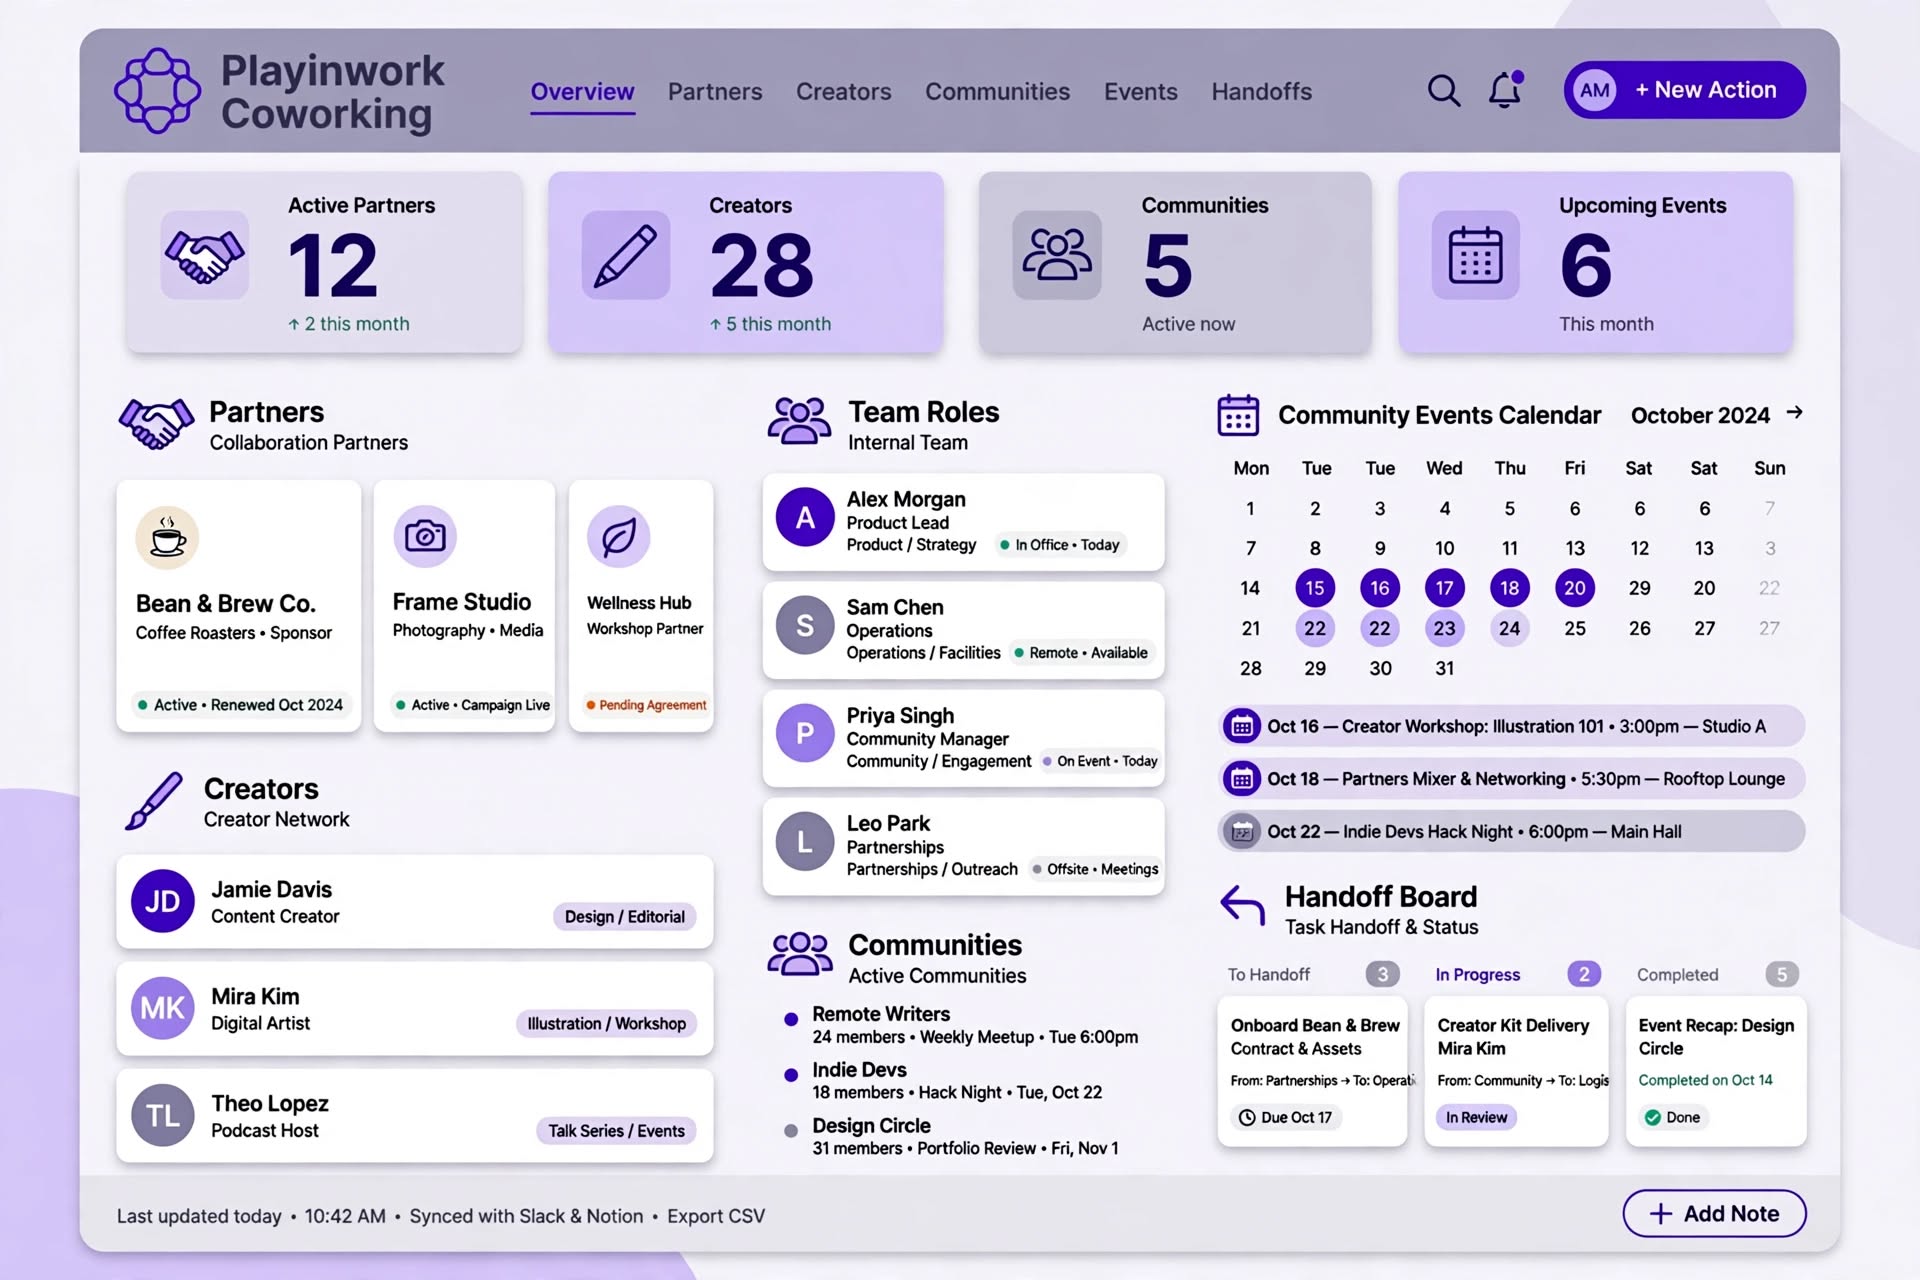 Playinwork
Coworking
Overview
Partners
Creators
Communities
Events
Handoffs
AM
+ New Action
Active Partners
12
↑ 2 this month
Creators
28
↑ 5 this month
Communities
5
Active now
Upcoming Events
6
This month
Partners
Collaboration Partners
Bean & Brew Co.
Coffee Roasters • Sponsor
Active • Renewed Oct 2024
Frame Studio
Photography • Media
Active • Campaign Live
Wellness Hub
Workshop Partner
Pending Agreement
Creators
Creator Network
JD
Jamie Davis
Content Creator
Design / Editorial
MK
Mira Kim
Digital Artist
Illustration / Workshop
TL
Theo Lopez
Podcast Host
Talk Series / Events
Team Roles
Internal Team
A
Alex Morgan
Product Lead
Product / Strategy
In Office • Today
S
Sam Chen
Operations
Operations / Facilities
Remote • Available
P
Priya Singh
Community Manager
Community / Engagement
On Event • Today
L
Leo Park
Partnerships
Partnerships / Outreach
Offsite • Meetings
Communities
Active Communities
Remote Writers
24 members • Weekly Meetup • Tue 6:00pm
Indie Devs
18 members • Hack Night • Tue, Oct 22
Design Circle
31 members • Portfolio Review • Fri, Nov 1
Community Events Calendar
October 2024 →
Mon Tue Tue Wed Thu Fri Sat Sat Sun
1 2 3 4 5 6 6 6 7
7 8 9 10 11 13 12 13 3
14 15 16 17 18 20 29 20 22
21 22 22 23 24 25 26 27 27
28 29 30 31
Oct 16 — Creator Workshop: Illustration 101 • 3:00pm — Studio A
Oct 18 — Partners Mixer & Networking • 5:30pm — Rooftop Lounge
Oct 22 — Indie Devs Hack Night • 6:00pm — Main Hall
Handoff Board
Task Handoff & Status
To Handoff 3
Onboard Bean & Brew
Contract & Assets
From: Partnerships → To: Operati
Due Oct 17
In Progress 2
Creator Kit Delivery
Mira Kim
From: Community → To: Logis
In Review
Completed 5
Event Recap: Design
Circle
Completed on Oct 14
Done
Last updated today • 10:42 AM • Synced with Slack & Notion • Export CSV
+ Add Note